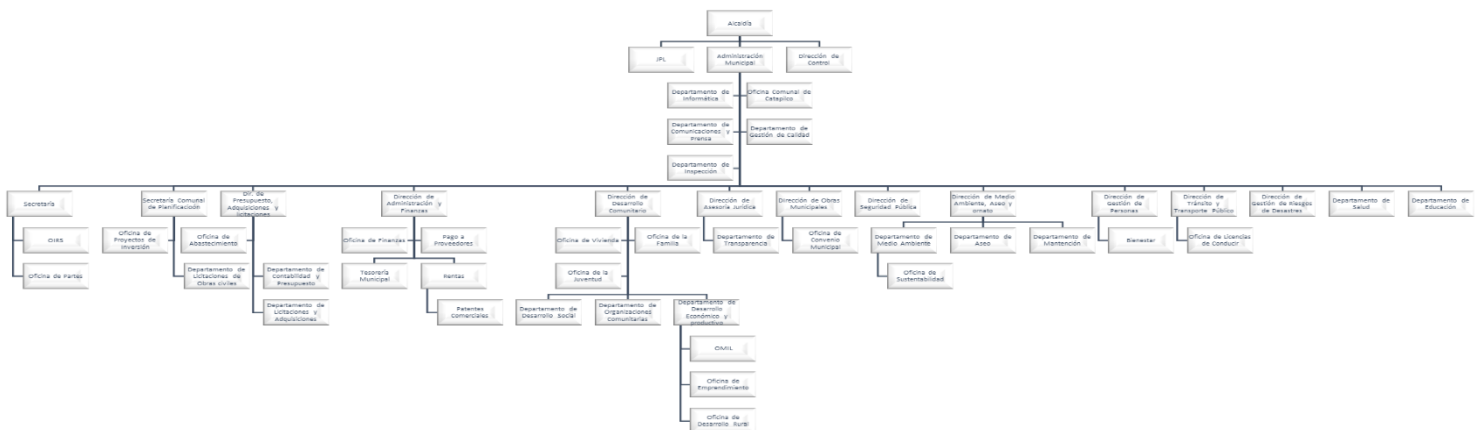 Alcaldía
JPL
Administración
Municipal
Dirección de
Control
Departamento de
Informática
Oficina Comunal de
Catapilco
Departamento de
Comunicaciones y
Prensa
Departamento de
Gestión de Calidad
Departamento de
Inspección
Secretaría
Secretaría Comunal
de Planificación
Dir. de
Presupuesto,
Adquisiciones y
licitaciones
Dirección de
Administración y
Finanzas
Dirección de
Desarrollo
Comunitario
Dirección de
Asesoría Jurídica
Dirección de Obras
Municipales
Dirección de
Seguridad Pública
Dirección de Medio
Ambiente, Aseo y
ornato
Dirección de
Gestión de
Personas
Dirección de
Tránsito y
Transporte Público
Dirección de
Gestión de Riesgos
de Desastres
Departamento de
Salud
Departamento de
Educación
OIRS
Oficina de
Proyectos de
Inversión
Oficina de
Abastecimiento
Oficina de Finanzas
Pago a
Proveedores
Oficina de Vivienda
Oficina de la
Familia
Departamento de
Transparencia
Oficina de
Convenio
Municipal
Departamento de
Medio Ambiente
Departamento de
Aseo
Departamento de
Mantención
Bienestar
Oficina de Licencias
de Conducir
Oficina de Partes
Departamento de
Licitaciones de
Obras civiles
Departamento de
Contabilidad y
Presupuesto
Tesorería
Municipal
Rentas
Oficina de la
Juventud
Oficina de
Sustentabilidad
Departamento de
Licitaciones y
Adquisiciones
Patentes
Comerciales
Departamento de
Desarrollo Social
Departamento de
Organizaciones
Comunitarias
Departamento de
Desarrollo
Económico y
productivo
OMIL
Oficina de
Emprendimiento
Oficina de
Desarrollo Rural